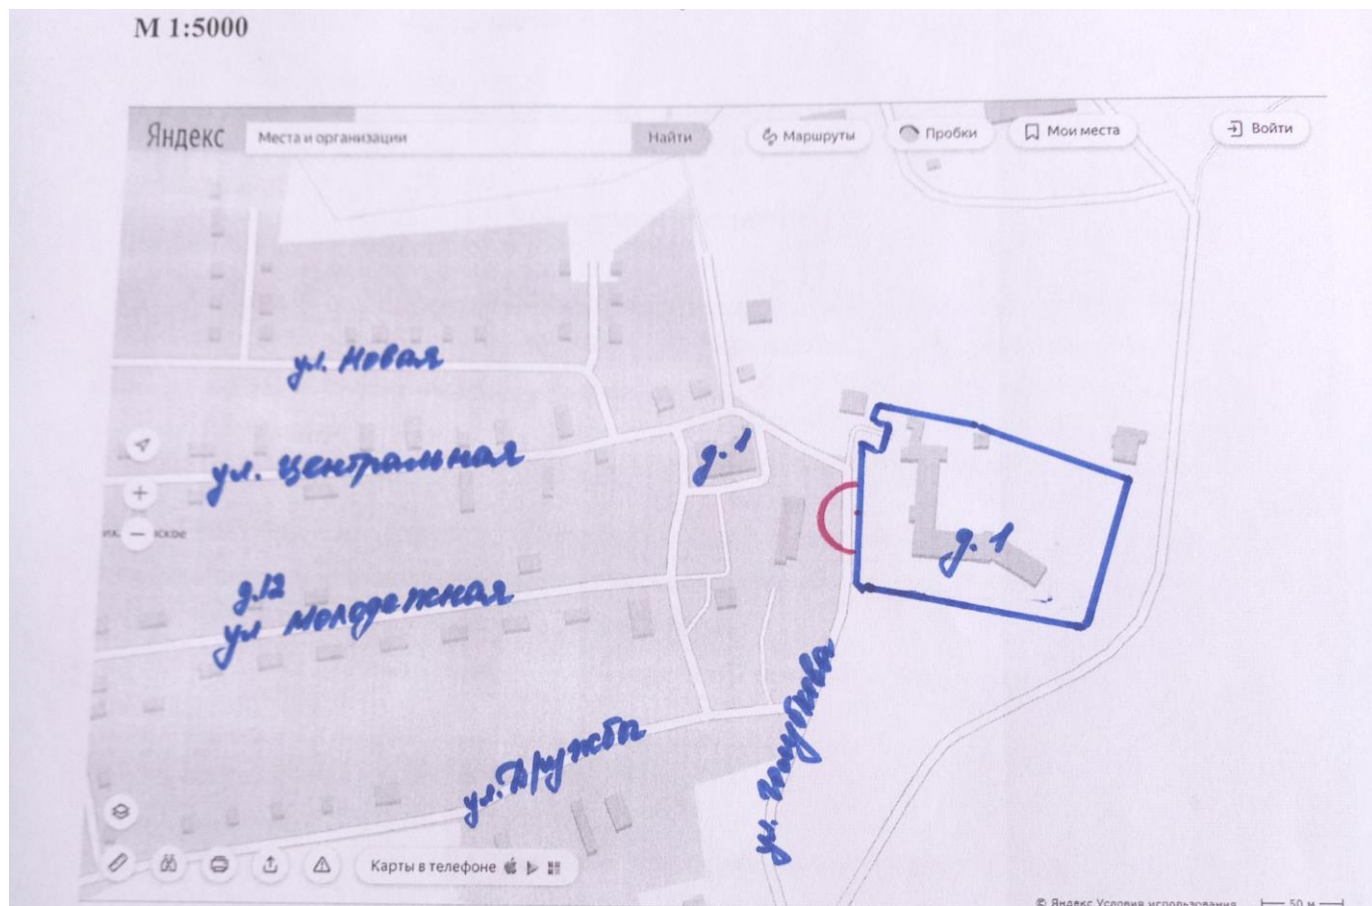 М 1:5000
Яндекс
Места и организации
Найти
Маршруты
Пробки
Мои места
Войти
ул. Новая
ул. Центральная
д. 1
д. 1
д.12
ул Молодежная
ул. Дружбы
ул.
Карты в телефоне
© Яндекс Условия использования
50 м